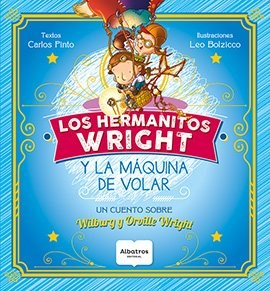 Textos
Carlos Pinto
Ilustraciones
Leo Bolzicco
LOS HERMANITOS
WRIGHT
Y LA MÁQUINA
DE VOLAR
UN CUENTO SOBRE
Wilbury y Orville Wright
Albatros